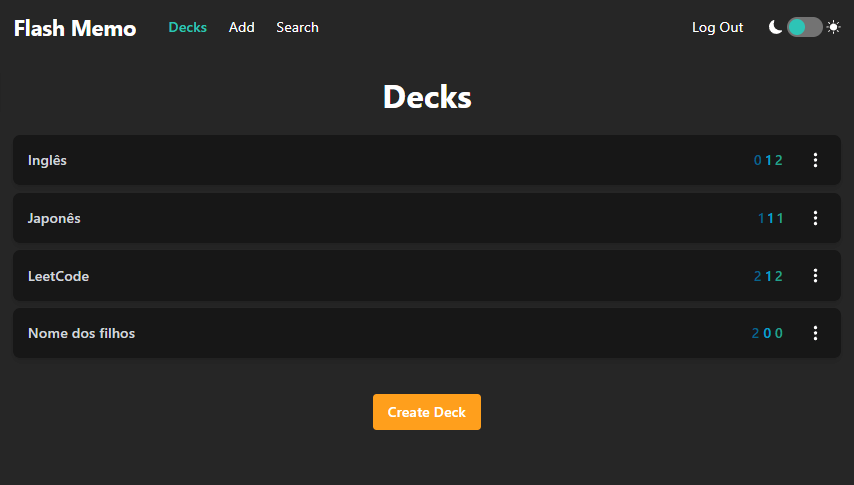 Flash Memo Decks Add Search Log Out
Decks
Inglês 0 1 2
Japonês 1 1 1
LeetCode 2 1 2
Nome dos filhos 2 0 0
Create Deck